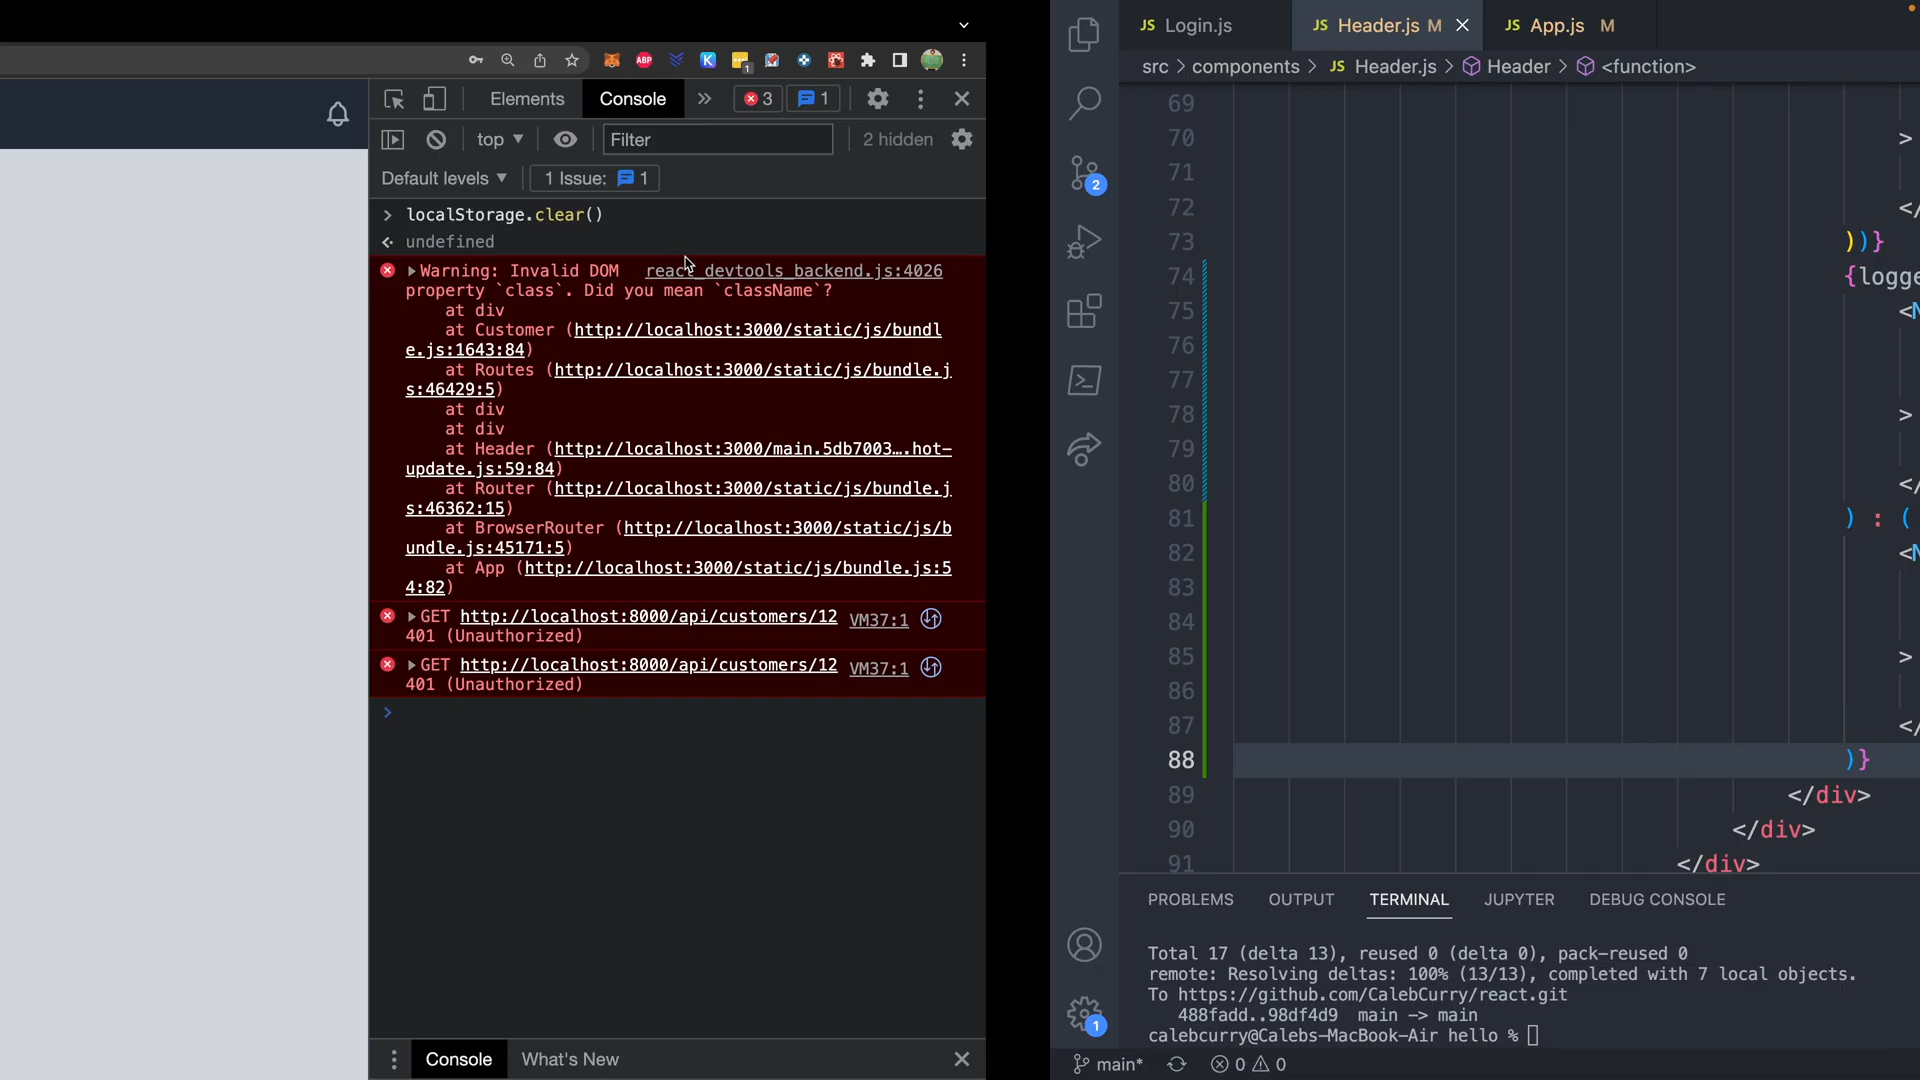 ABP
K
1
Elements
Console
3
1
top
Filter
2 hidden
Default levels
1 Issue:
1
localStorage.clear()
undefined
Warning: Invalid DOM
react_devtools_backend.js:4026
property `class`. Did you mean `className`?
at div
at Customer (http://localhost:3000/static/js/bundl
e.js:1643:84)
at Routes (http://localhost:3000/static/js/bundle.j
s:46429:5)
at div
at div
at Header (http://localhost:3000/main.5db7003….hot-
update.js:59:84)
at Router (http://localhost:3000/static/js/bundle.j
s:46362:15)
at BrowserRouter (http://localhost:3000/static/js/b
undle.js:45171:5)
at App (http://localhost:3000/static/js/bundle.js:5
4:82)
GET http://localhost:8000/api/customers/12
VM37:1
401 (Unauthorized)
GET http://localhost:8000/api/customers/12
VM37:1
401 (Unauthorized)
Console
What's New
JS Login.js
JS Header.js M
JS App.js M
src > components > JS Header.js > Header > <function>
2
1
69
70 >
71
72 </
73 ))}
74 {logge
75 <N
76
77
78 >
79
80 </
81 ) : (
82 <N
83
84
85 >
86
87 </
88 )}
89 </div>
90 </div>
91 </div>
PROBLEMS
OUTPUT
TERMINAL
JUPYTER
DEBUG CONSOLE
Total 17 (delta 13), reused 0 (delta 0), pack-reused 0
remote: Resolving deltas: 100% (13/13), completed with 7 local objects.
To https://github.com/CalebCurry/react.git
488fadd..98df4d9 main -> main
calebcurry@Calebs-MacBook-Air hello %
main*
0
0